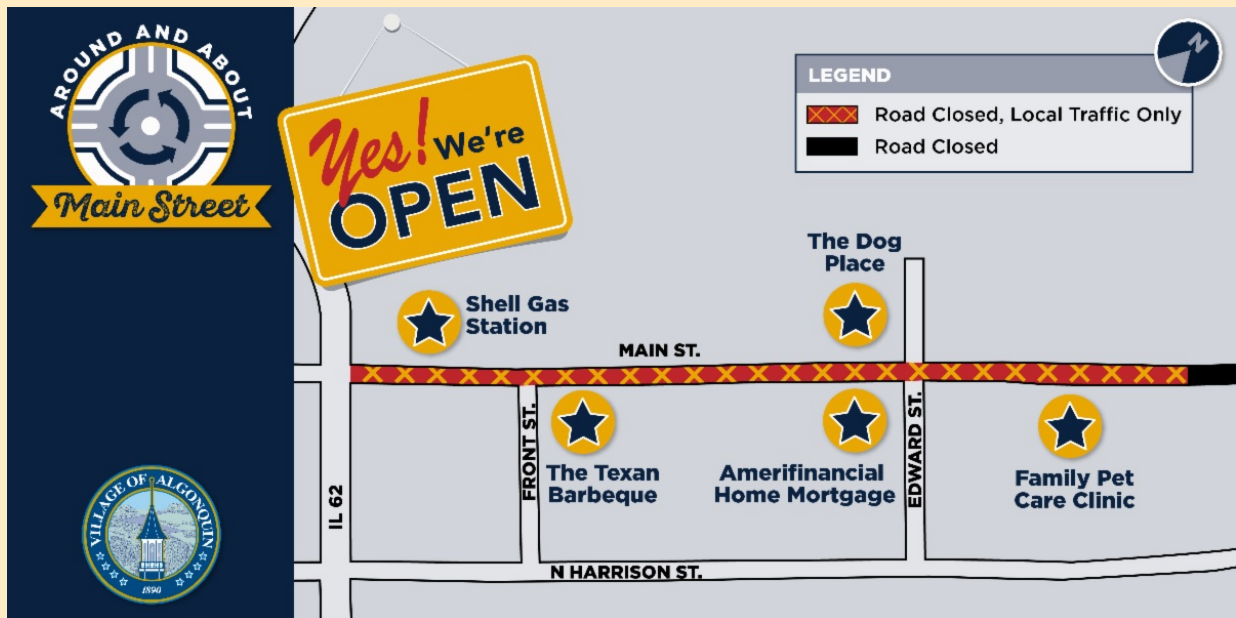 AROUND AND ABOUT
Main Street
Yes! We're
OPEN
N
LEGEND
Road Closed, Local Traffic Only
Road Closed
The Dog
Place
Shell Gas
Station
MAIN ST.
FRONT ST.
The Texan
Barbeque
Amerifinancial
Home Mortgage
EDWARD ST.
Family Pet
Care Clinic
IL 62
N HARRISON ST.
VILLAGE OF ALGONQUIN
1890